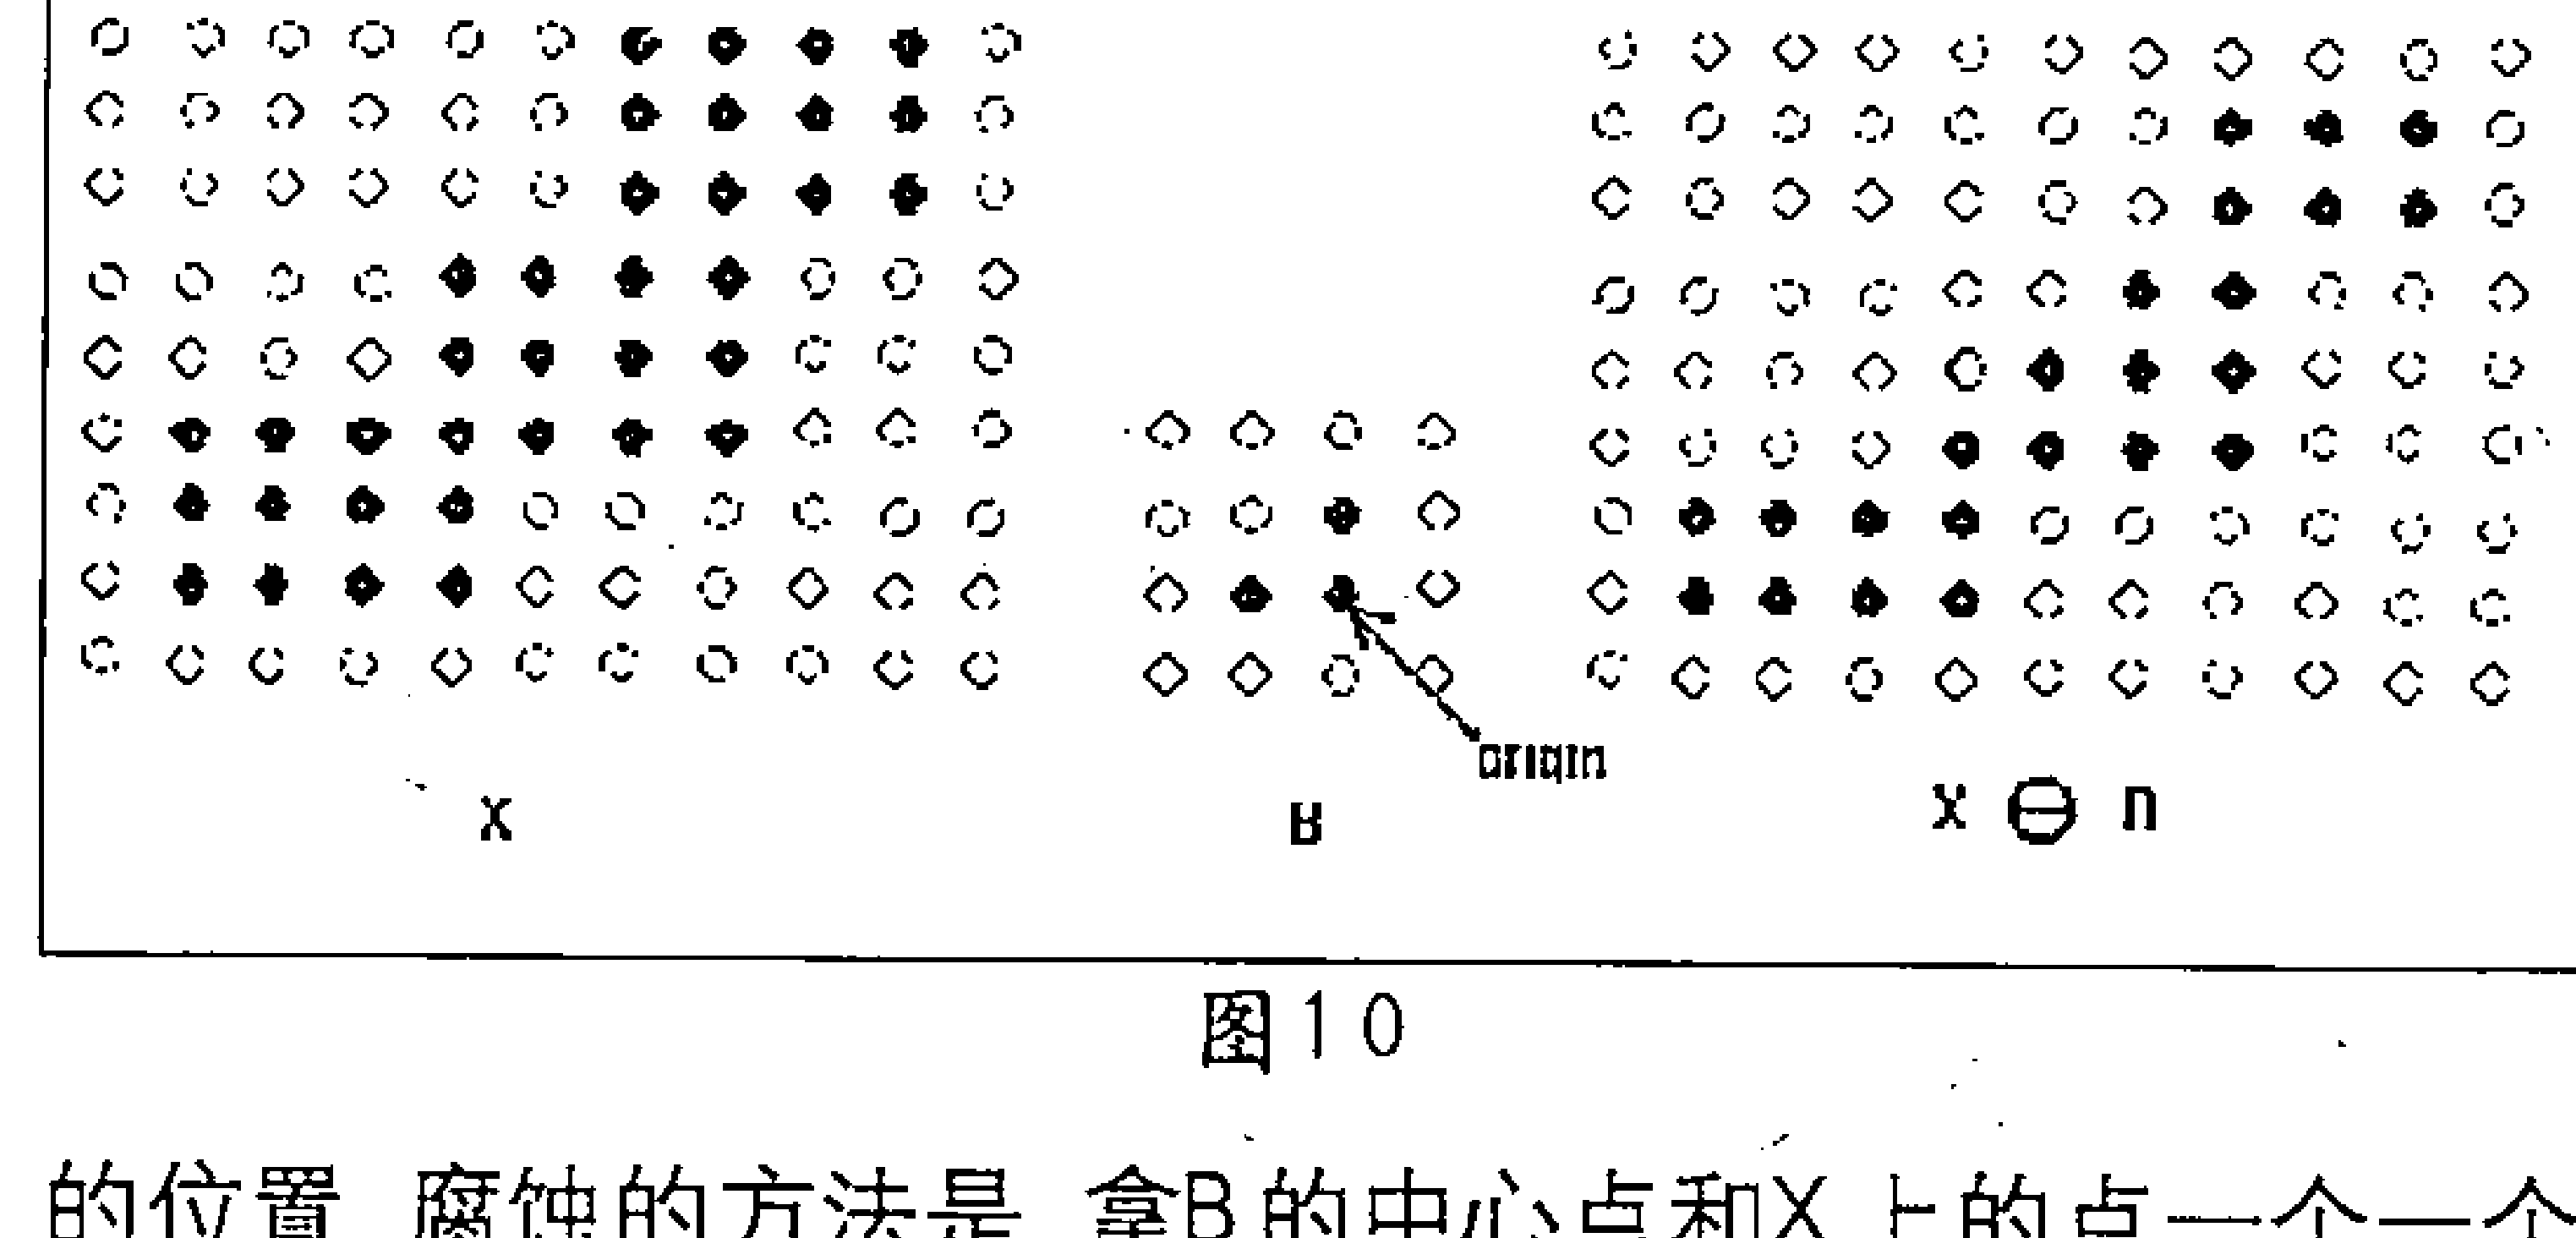 origin
X
B
X ⊖
图10
的位置 腐蚀的方法是 拿B的中心点和X上的点一个一个